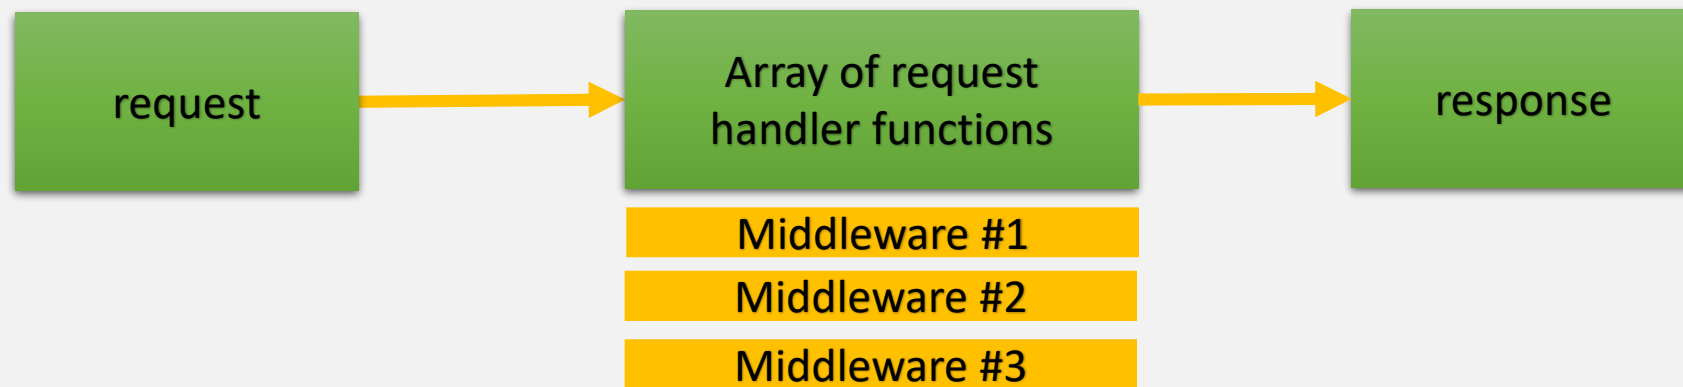 request
Array of request
handler functions
response
Middleware #1
Middleware #2
Middleware #3